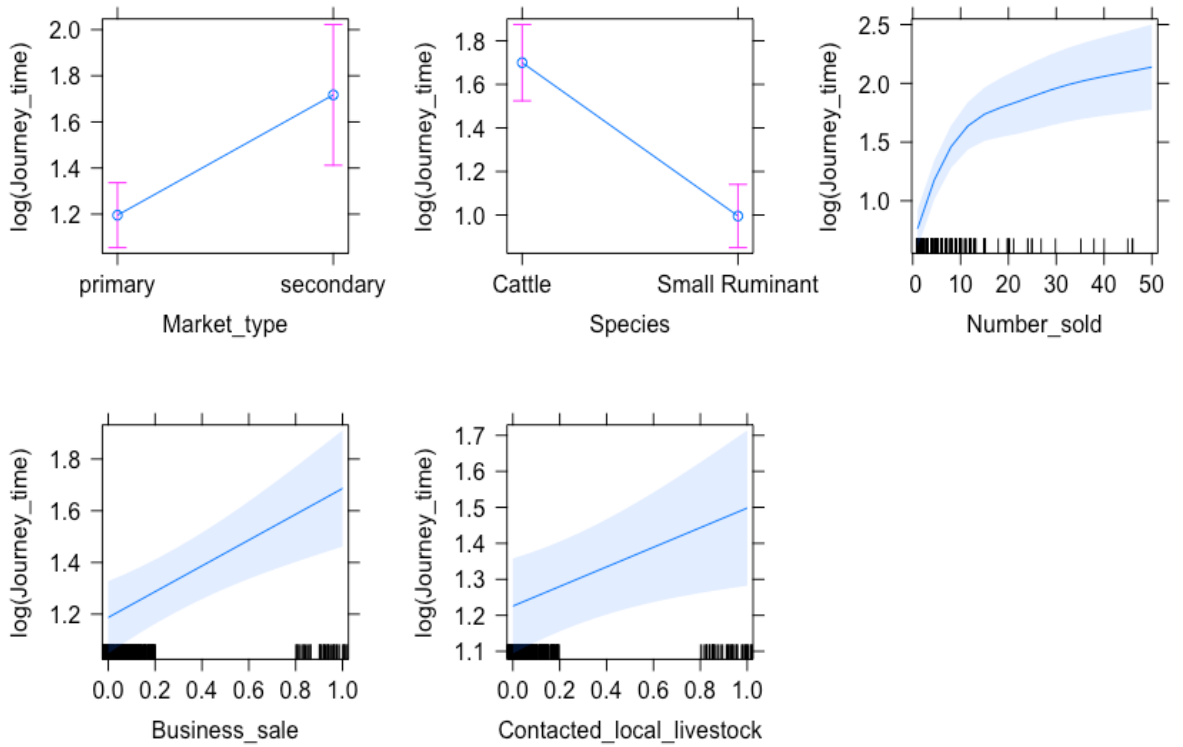 log(Journey_time)
2.0
1.8
1.6
1.4
1.2
primary
secondary
Market_type
log(Journey_time)
1.8
1.6
1.4
1.2
1.0
Cattle
Small Ruminant
Species
log(Journey_time)
2.5
2.0
1.5
1.0
0 10 20 30 40 50
Number_sold
log(Journey_time)
1.8
1.6
1.4
1.2
0.0 0.2 0.4 0.6 0.8 1.0
Business_sale
log(Journey_time)
1.7
1.6
1.5
1.4
1.3
1.2
1.1
0.0 0.2 0.4 0.6 0.8 1.0
Contacted_local_livestock